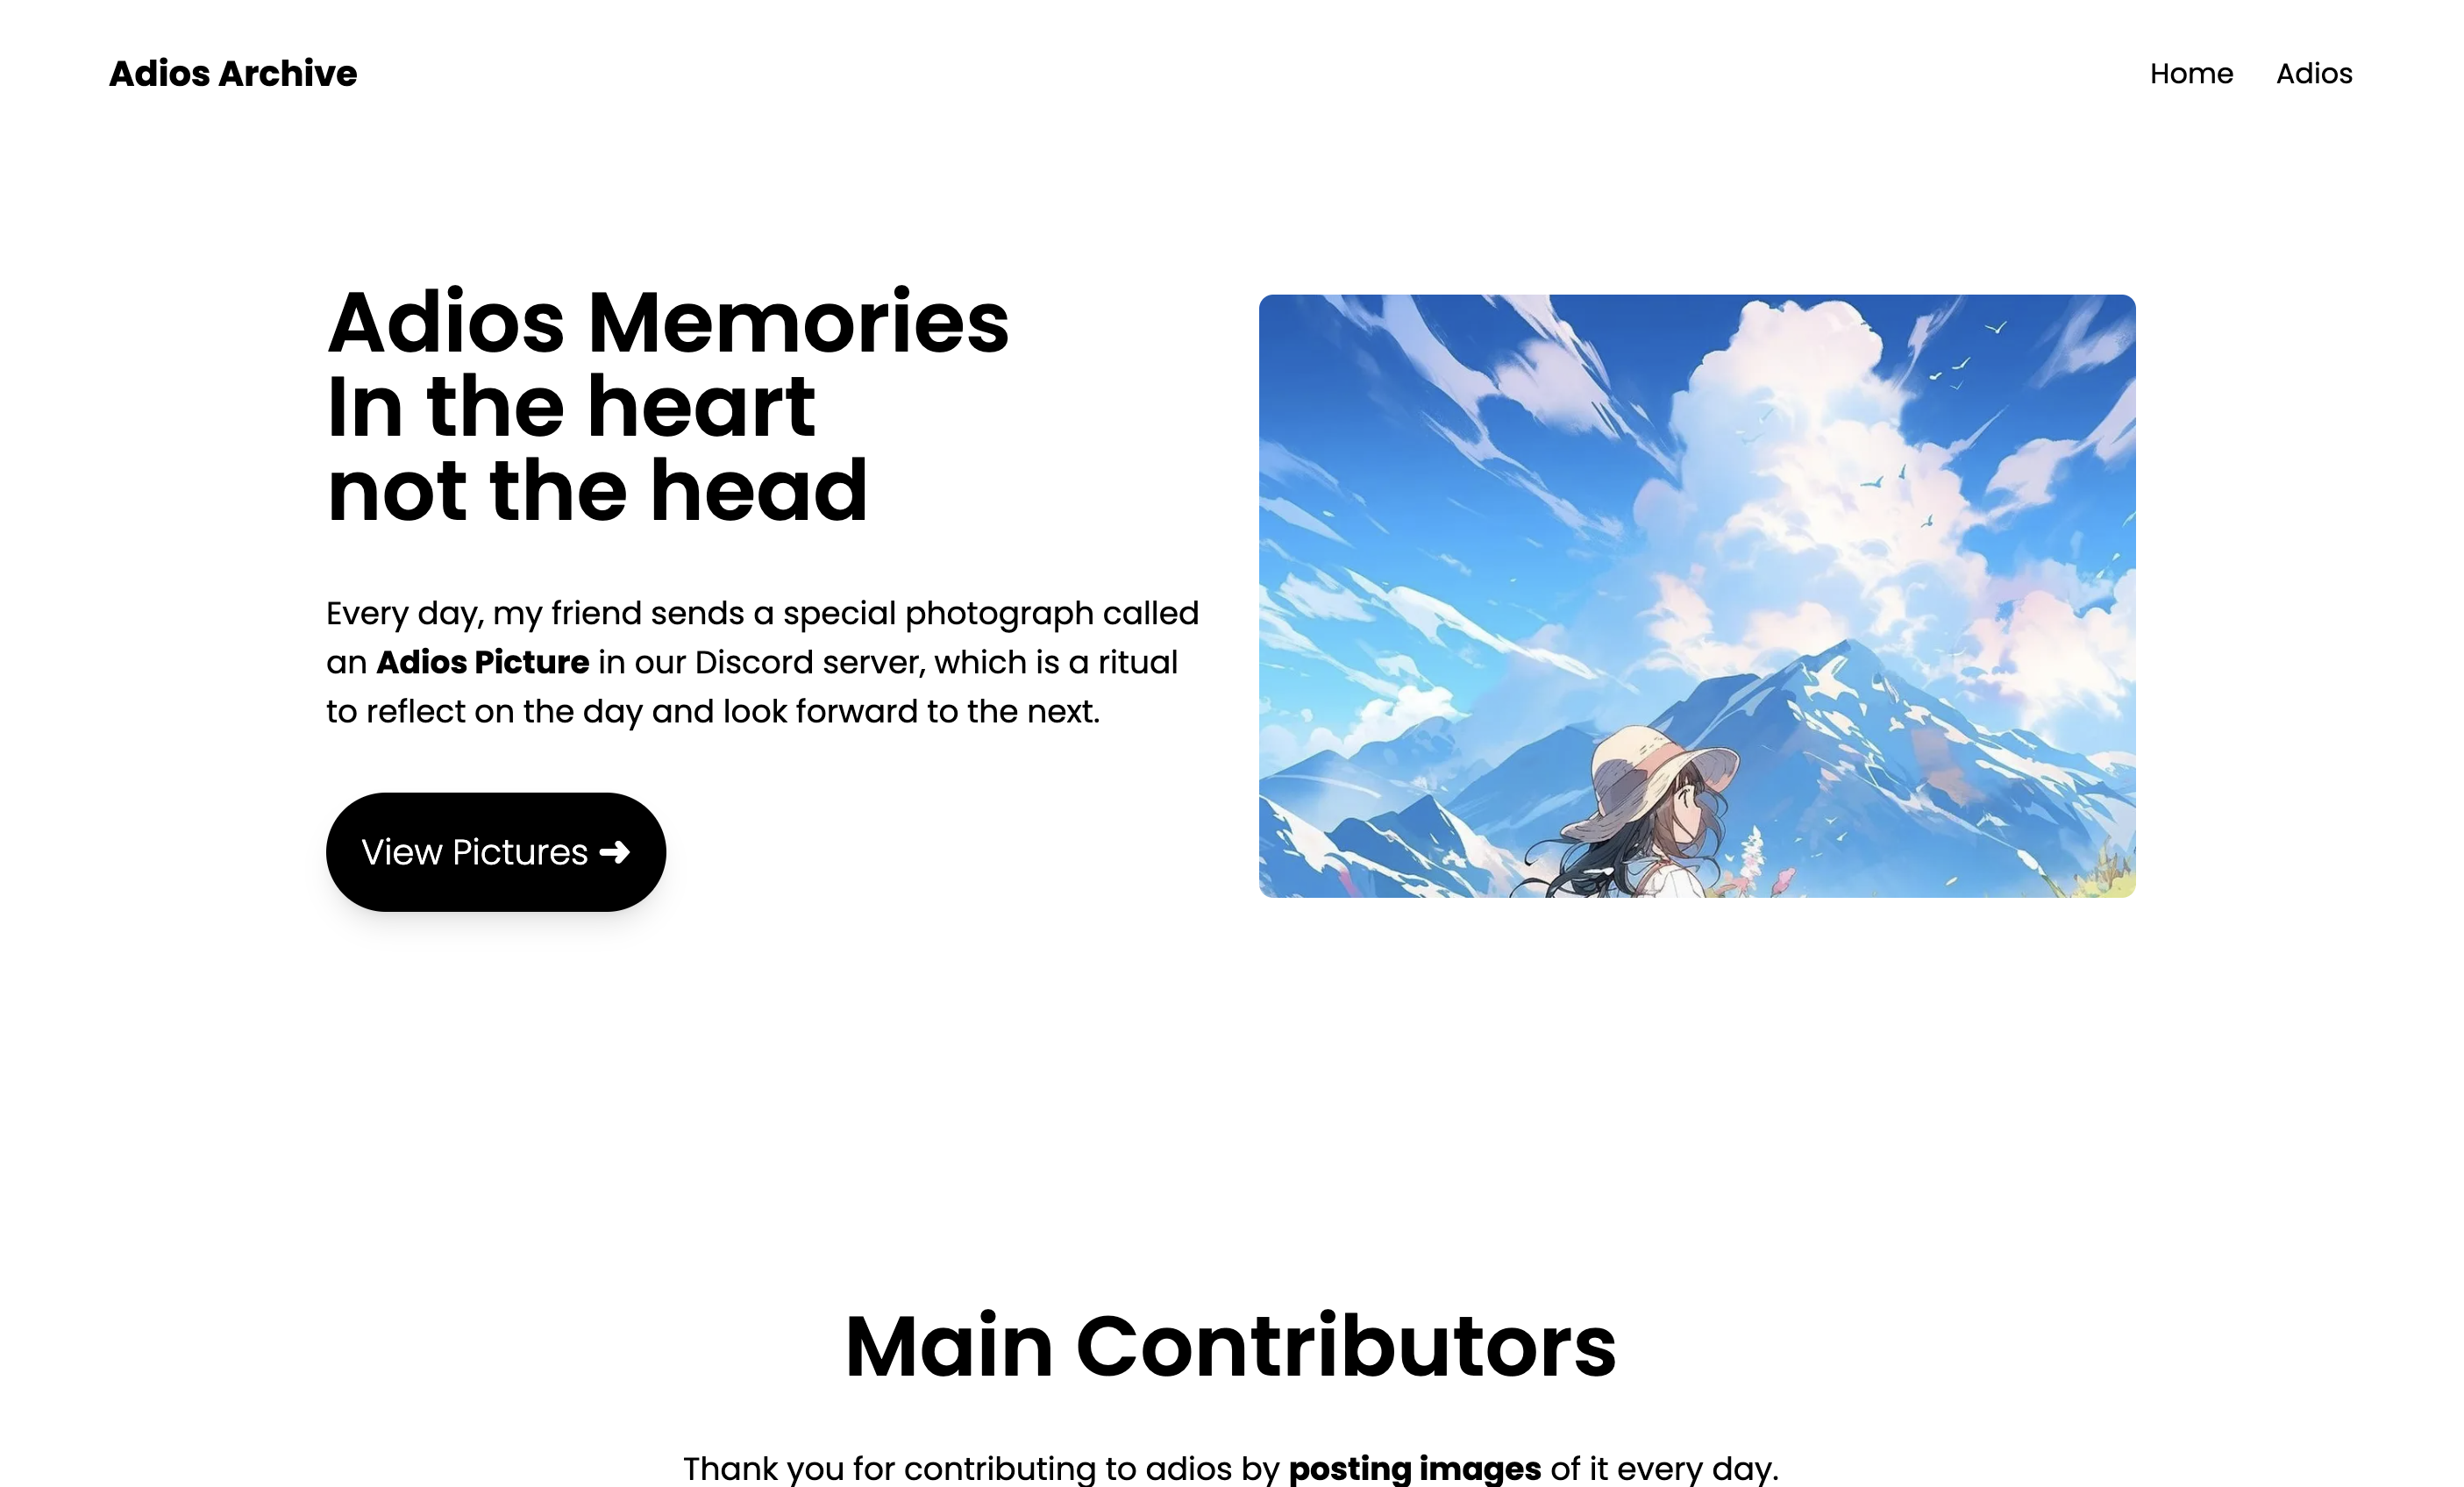 Adios Archive
Home
Adios
Adios Memories
In the heart
not the head
Every day, my friend sends a special photograph called
an Adios Picture in our Discord server, which is a ritual
to reflect on the day and look forward to the next.
View Pictures ➜
Main Contributors
Thank you for contributing to adios by posting images of it every day.